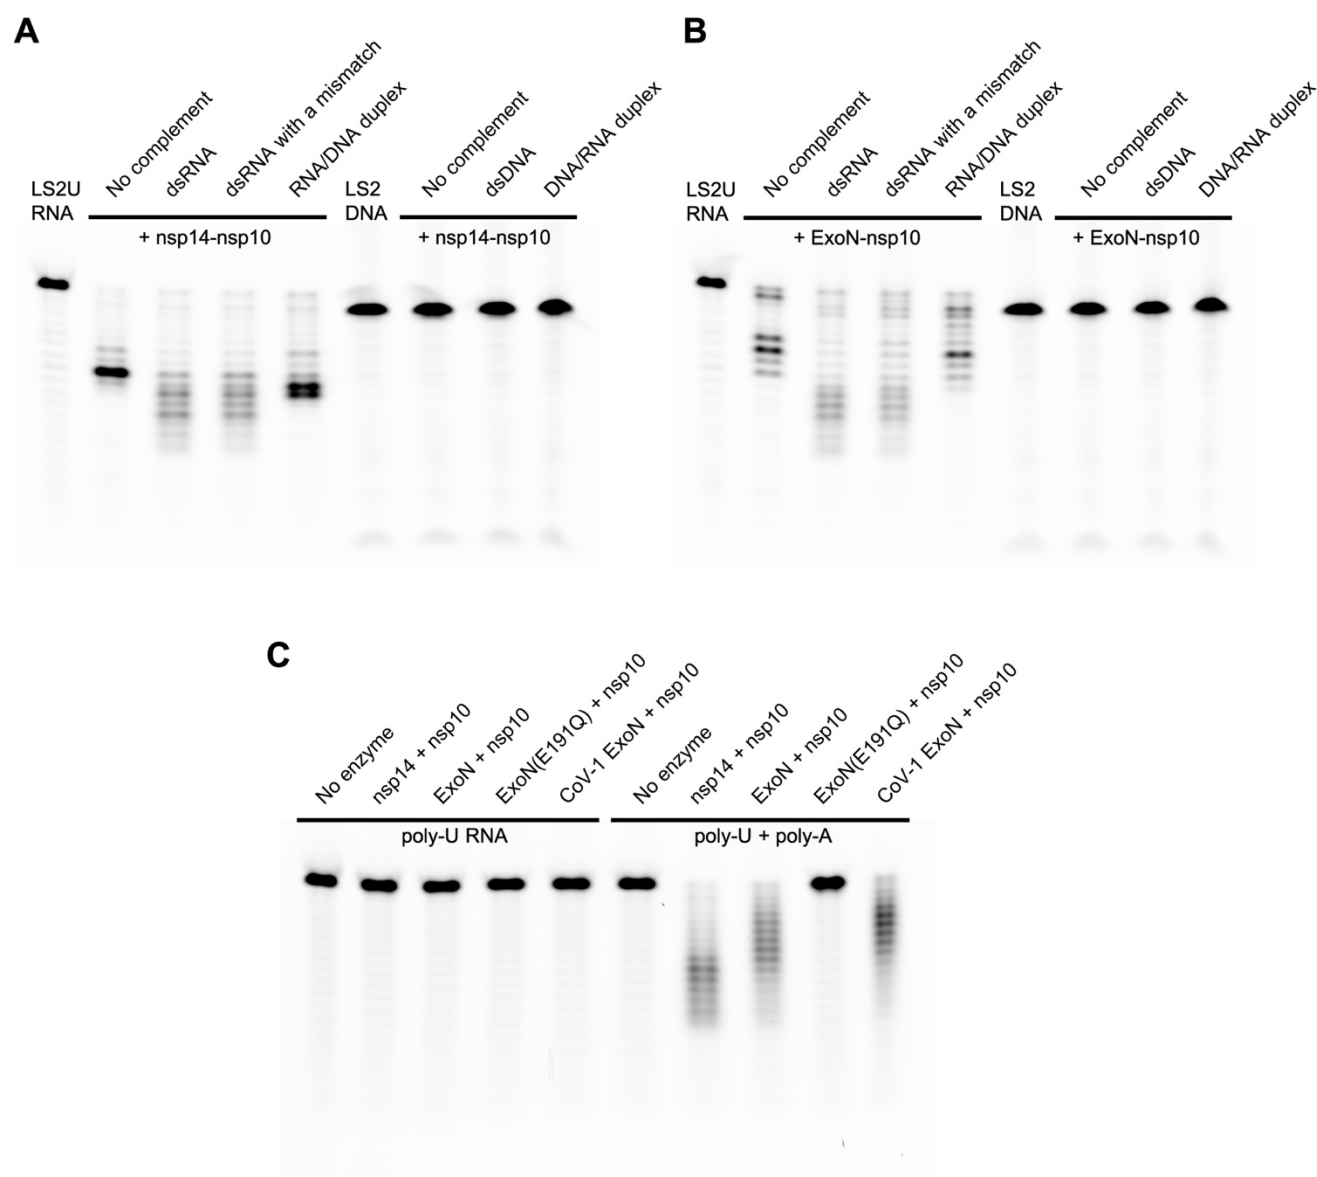 A
LS2U
RNA
No complement
dsRNA
dsRNA with a mismatch
RNA/DNA duplex
LS2
DNA
No complement
dsDNA
DNA/RNA duplex
+ nsp14-nsp10
+ nsp14-nsp10
B
LS2U
RNA
No complement
dsRNA
dsRNA with a mismatch
RNA/DNA duplex
LS2
DNA
No complement
dsDNA
DNA/RNA duplex
+ ExoN-nsp10
+ ExoN-nsp10
C
No enzyme
nsp14 + nsp10
ExoN + nsp10
ExoN(E191Q) + nsp10
CoV-1 ExoN + nsp10
No enzyme
nsp14 + nsp10
ExoN + nsp10
ExoN(E191Q) + nsp10
CoV-1 ExoN + nsp10
poly-U RNA
poly-U + poly-A